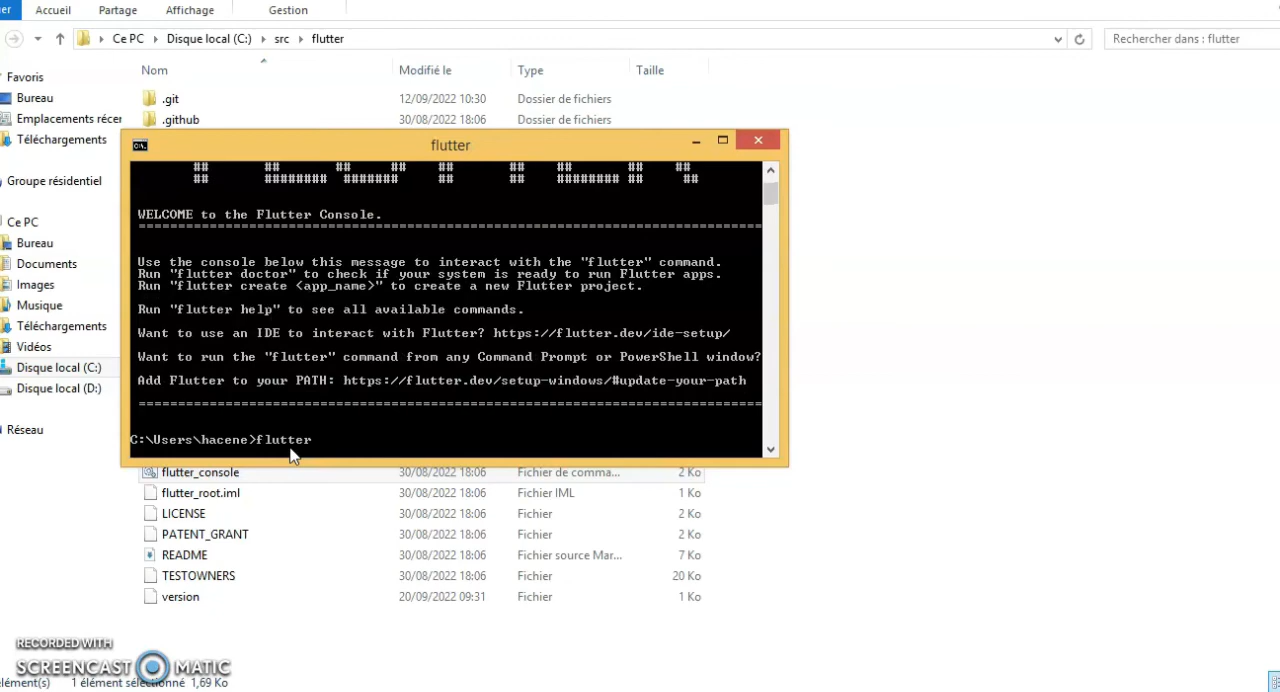 er Accueil Partage Affichage Gestion
Ce PC Disque local (C:) src flutter Rechercher dans : flutter
Nom Modifié le Type Taille
Favoris
Bureau
Emplacements récer
Téléchargements
Groupe résidentiel
Ce PC
Bureau
Documents
Images
Musique
Téléchargements
Vidéos
Disque local (C:)
Disque local (D:)
Réseau
.git 12/09/2022 10:30 Dossier de fichiers
.github 30/08/2022 18:06 Dossier de fichiers
flutter
## ## ## ## ## ## ## ## ##
## ######## ####### ## ## ######## ## ##
WELCOME to the Flutter Console.
================================================================================
Use the console below this message to interact with the "flutter" command.
Run "flutter doctor" to check if your system is ready to run Flutter apps.
Run "flutter create <app_name>" to create a new Flutter project.
Run "flutter help" to see all available commands.
Want to use an IDE to interact with Flutter? https://flutter.dev/ide-setup/
Want to run the "flutter" command from any Command Prompt or PowerShell window?
Add Flutter to your PATH: https://flutter.dev/setup-windows/#update-your-path
================================================================================
C:\Users\hacene>flutter
flutter_console 30/08/2022 18:06 Fichier de comma... 2 Ko
flutter_root.iml 30/08/2022 18:06 Fichier IML 1 Ko
LICENSE 30/08/2022 18:06 Fichier 2 Ko
PATENT_GRANT 30/08/2022 18:06 Fichier 2 Ko
README 30/08/2022 18:06 Fichier source Mar... 7 Ko
TESTOWNERS 30/08/2022 18:06 Fichier 20 Ko
version 20/09/2022 09:31 Fichier 1 Ko
RECORDED WITH
SCREENCAST MATIC
élément(s) 1 élément sélectionné 1,69 Ko